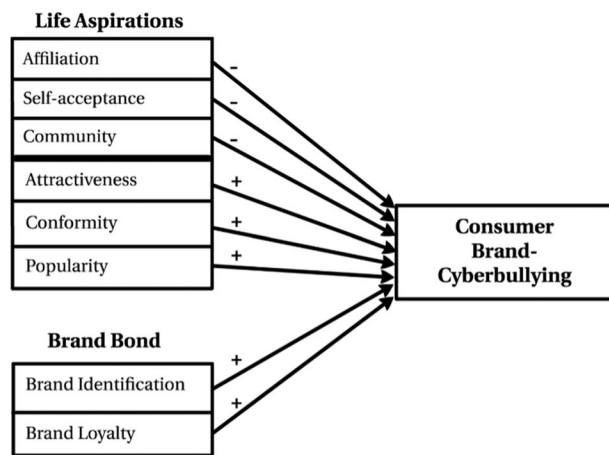 Life Aspirations
Affiliation
Self-acceptance
Community
Attractiveness
Conformity
Popularity
-
-
-
+
+
+
Consumer
Brand-
Cyberbullying
Brand Bond
Brand Identification
Brand Loyalty
+
+